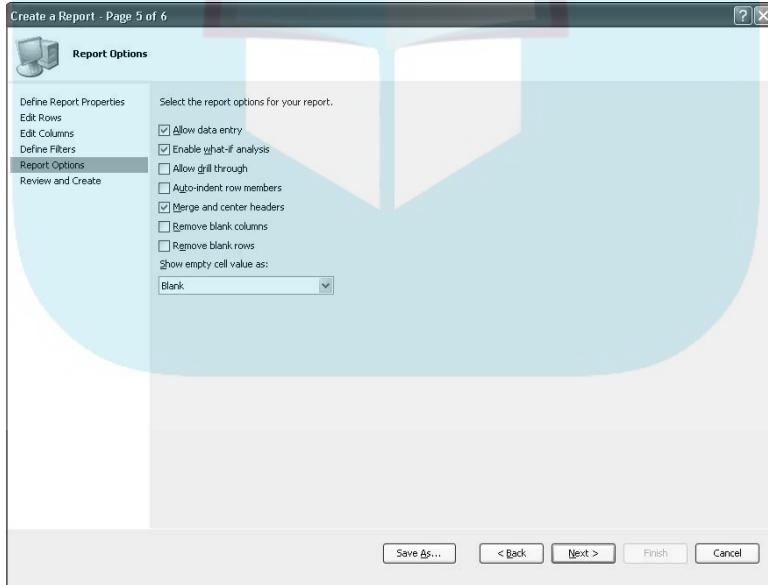 Create a Report - Page 5 of 6
Report Options
Define Report Properties
Edit Rows
Edit Columns
Define Filters
Report Options
Review and Create
Select the report options for your report.
Allow data entry
Enable what-if analysis
Allow drill through
Auto-indent row members
Merge and center headers
Remove blank columns
Remove blank rows
Show empty cell value as:
Blank
Save As...
< Back
Next >
Finish
Cancel